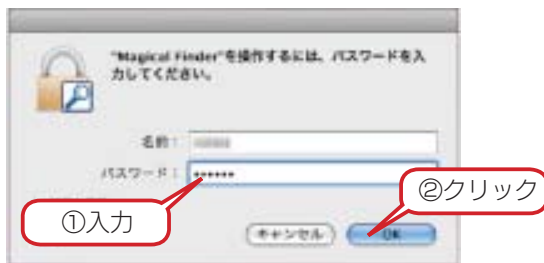 "Magical Finder"を操作するには、パスワードを入
力してください。
名前：
パスワード： ••••••
①入力
②クリック
キャンセル
OK